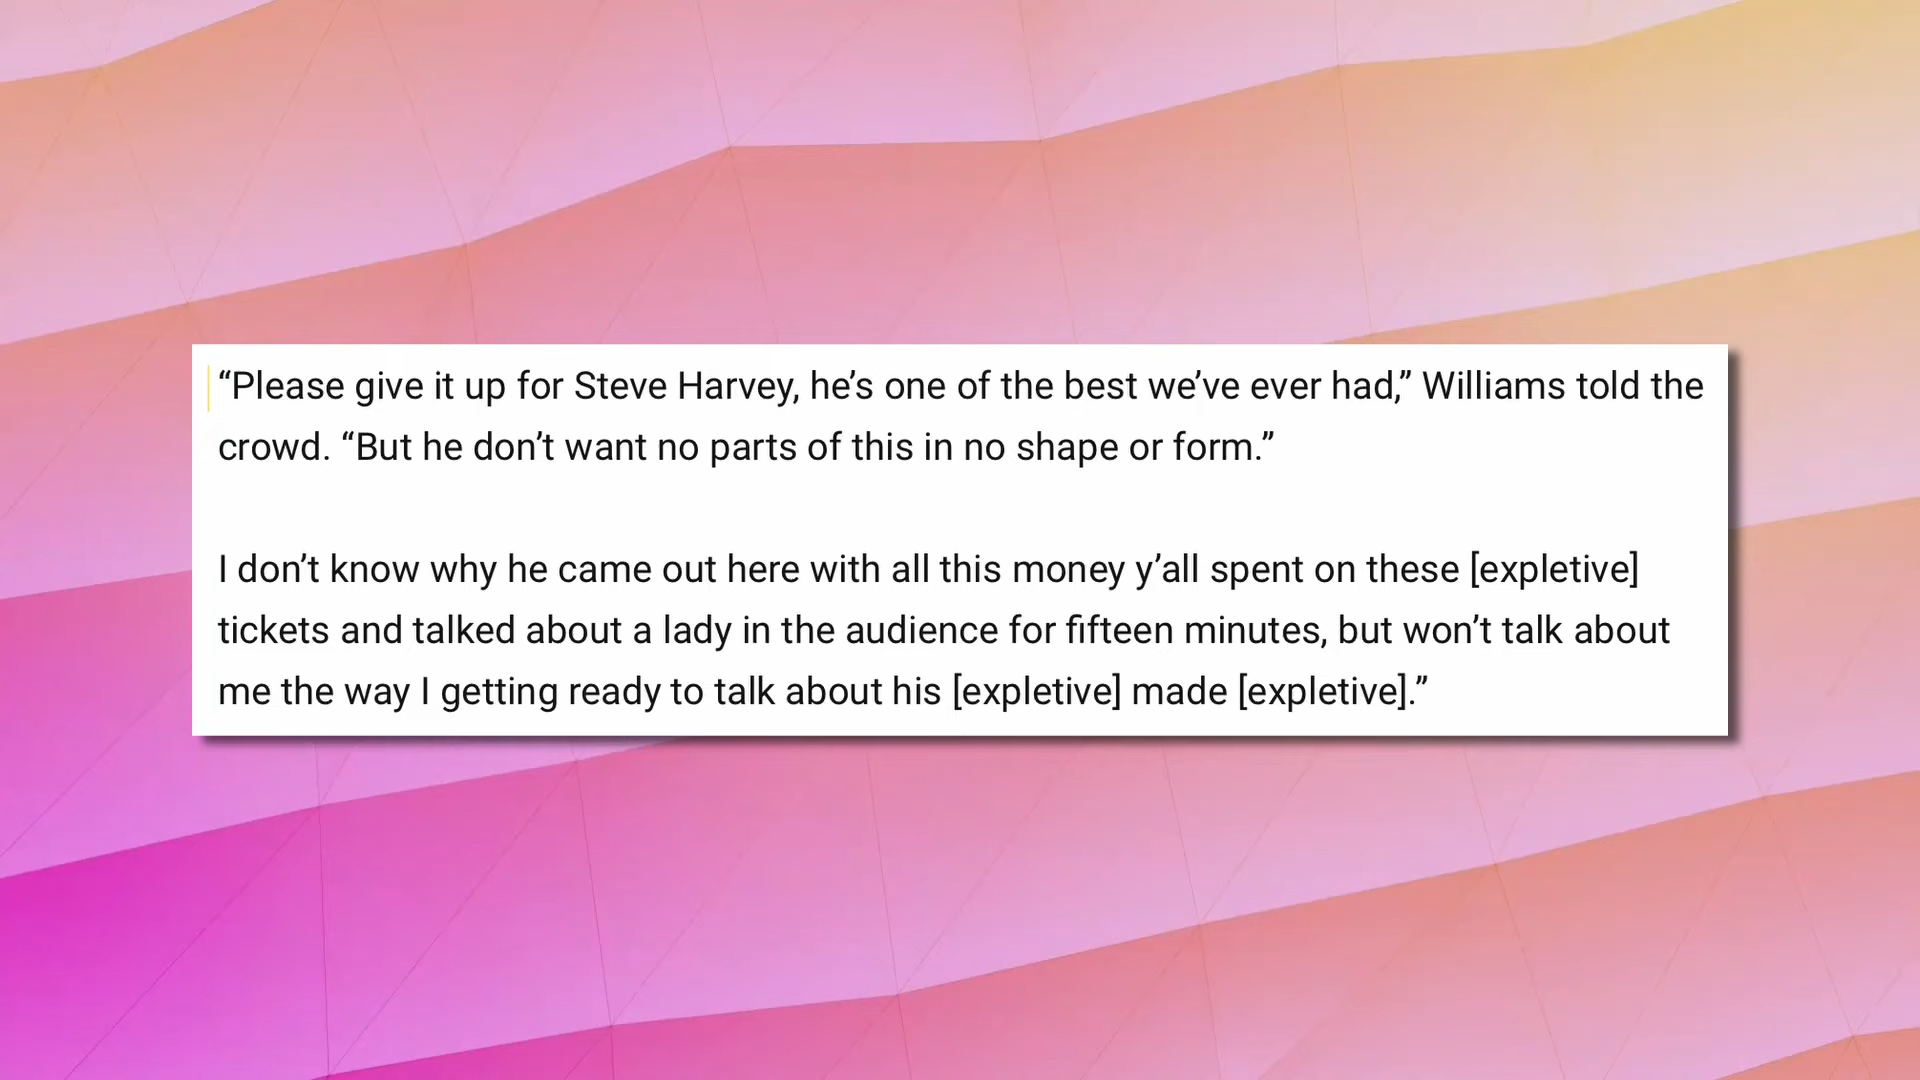 “Please give it up for Steve Harvey, he’s one of the best we’ve ever had,” Williams told the
crowd. “But he don’t want no parts of this in no shape or form.”
I don’t know why he came out here with all this money y’all spent on these [expletive]
tickets and talked about a lady in the audience for fifteen minutes, but won’t talk about
me the way I getting ready to talk about his [expletive] made [expletive].”